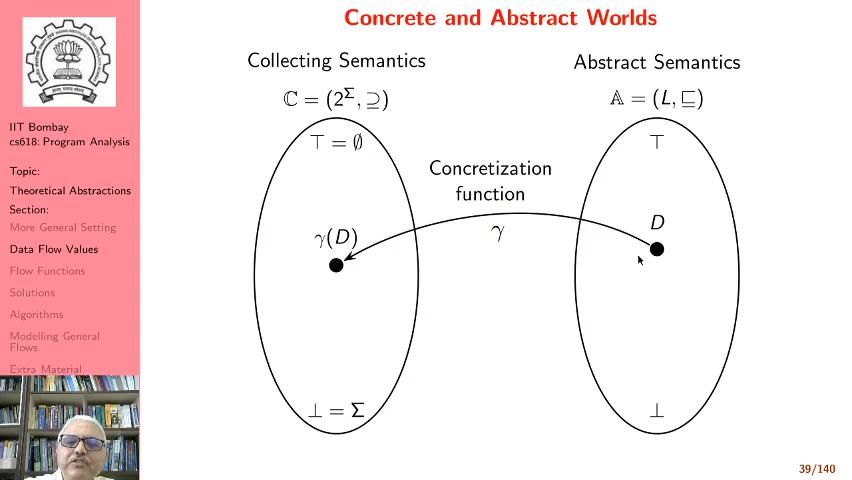 Concrete and Abstract Worlds
Collecting Semantics
Abstract Semantics
ℂ = (2^Σ, ⊇)
𝔸 = (L, ⊑)
⊤ = ∅
⊤
Concretization
function
γ
γ(D)
D
⊥ = Σ
⊥
IIT Bombay
cs618: Program Analysis
Topic:
Theoretical Abstractions
Section:
More General Setting
Data Flow Values
Flow Functions
Solutions
Algorithms
Modelling General
Flows
Extra Material
39/140